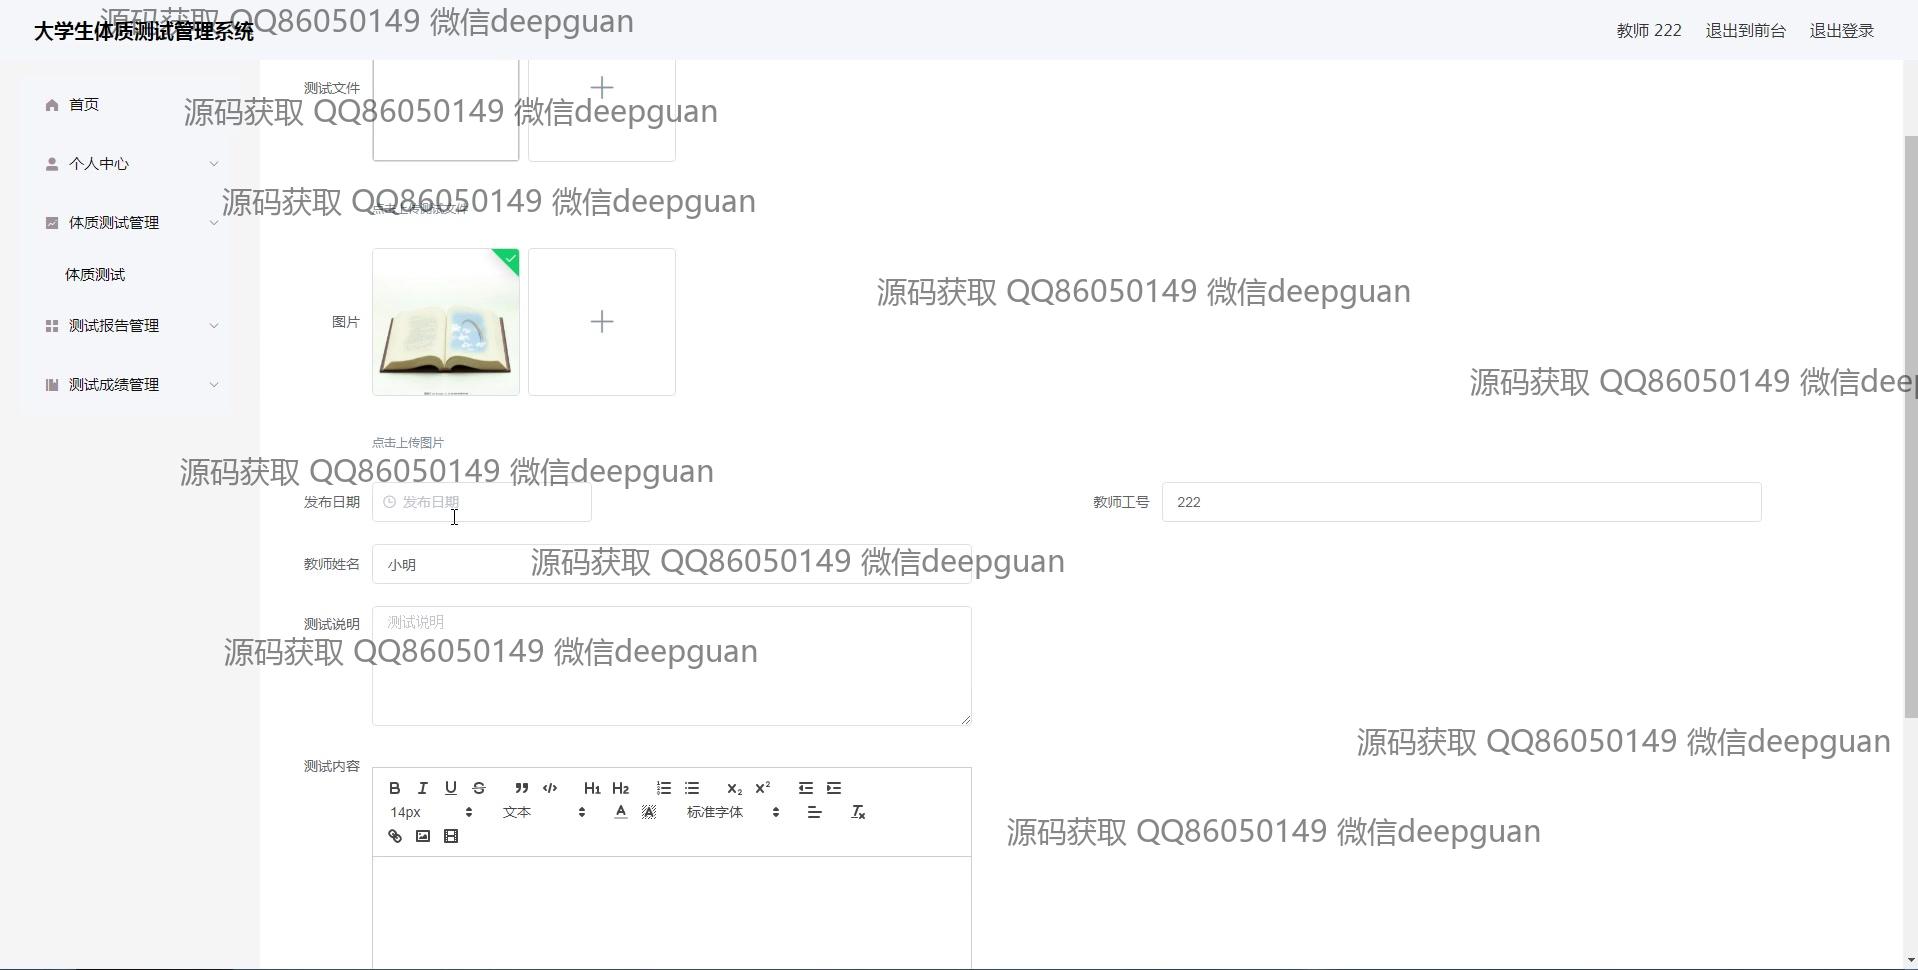 源码获取 QQ86050149 微信deepguan
大学生体质测试管理系统
教师 222
退出到前台
退出登录
首页
个人中心
体质测试管理
体质测试
测试报告管理
测试成绩管理
测试文件
源码获取 QQ86050149 微信deepguan
源码获取 QQ86050149 微信deepguan
点击上传测试文件
源码获取 QQ86050149 微信deepguan
图片
源码获取 QQ86050149 微信deep
点击上传图片
源码获取 QQ86050149 微信deepguan
发布日期
发布日期
教师工号
222
教师姓名
小明
源码获取 QQ86050149 微信deepguan
测试说明
测试说明
源码获取 QQ86050149 微信deepguan
源码获取 QQ86050149 微信deepguan
测试内容
B I U S H1 H2 X₂ X²
14px 文本 A A 标准字体 Tx
源码获取 QQ86050149 微信deepguan